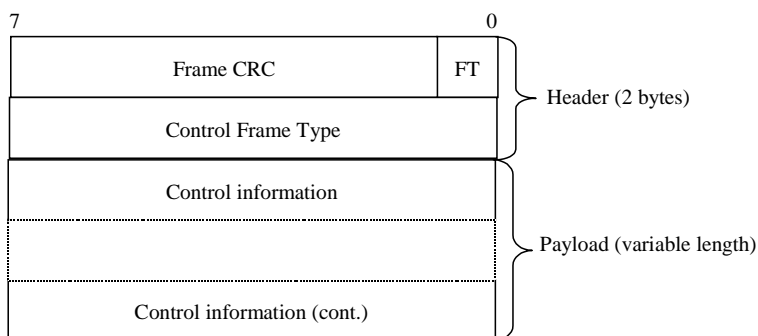 7 0
Frame CRC FT
Header (2 bytes)
Control Frame Type
Control information
Payload (variable length)
Control information (cont.)